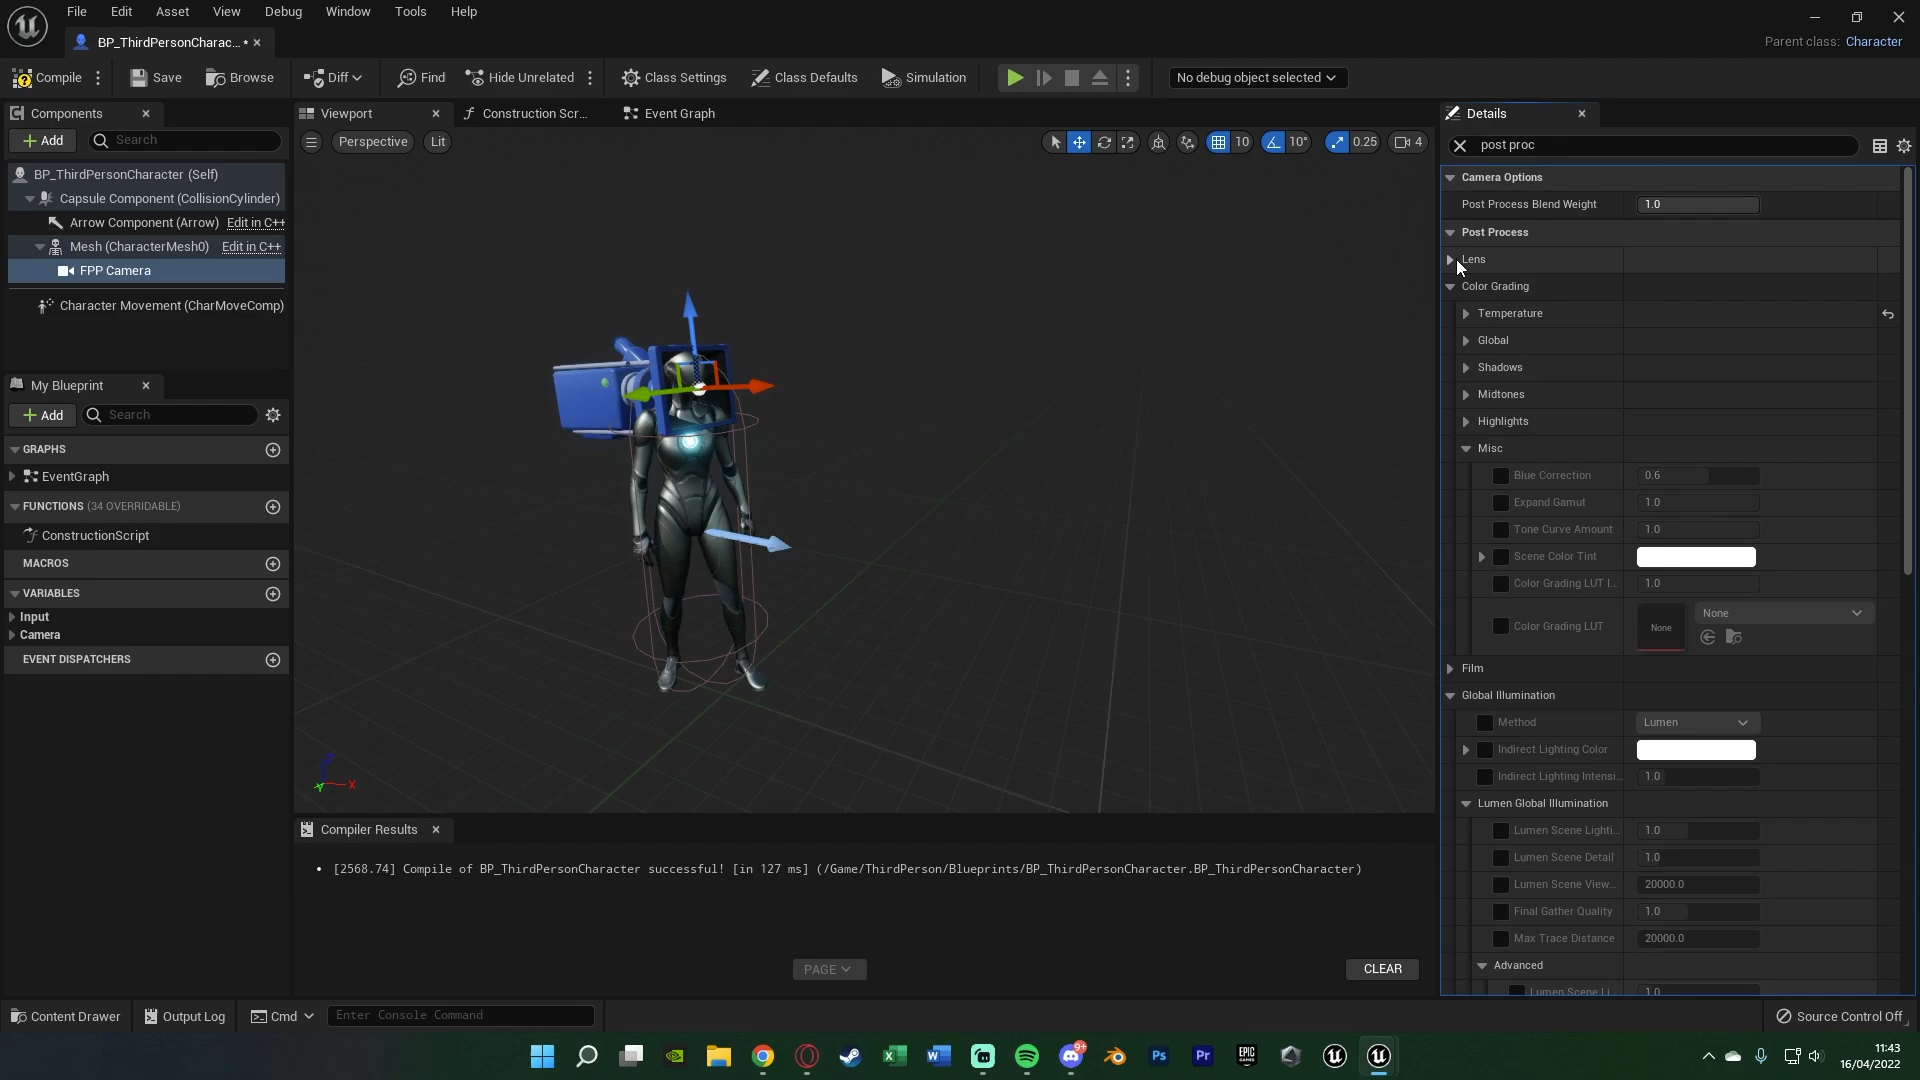 File Edit Asset View Debug Window Tools Help
BP_ThirdPersonCharac... *
Parent class: Character
Compile Save Browse Diff Find Hide Unrelated Class Settings Class Defaults Simulation No debug object selected
Components
Add Search
BP_ThirdPersonCharacter (Self)
Capsule Component (CollisionCylinder)
Arrow Component (Arrow) Edit in C++
Mesh (CharacterMesh0) Edit in C++
FPP Camera
Character Movement (CharMoveComp)
My Blueprint
Add Search
GRAPHS
EventGraph
FUNCTIONS (34 OVERRIDABLE)
ConstructionScript
MACROS
VARIABLES
Input
Camera
EVENT DISPATCHERS
Viewport Construction Scr... Event Graph
Perspective Lit 10 10° 0.25 4
Z
X
Y
Compiler Results
[2568.74] Compile of BP_ThirdPersonCharacter successful! [in 127 ms] (/Game/ThirdPerson/Blueprints/BP_ThirdPersonCharacter.BP_ThirdPersonCharacter)
PAGE CLEAR
Details
post proc
Camera Options
Post Process Blend Weight 1.0
Post Process
Lens
Color Grading
Temperature
Global
Shadows
Midtones
Highlights
Misc
Blue Correction 0.6
Expand Gamut 1.0
Tone Curve Amount 1.0
Scene Color Tint
Color Grading LUT I... 1.0
Color Grading LUT None None
Film
Global Illumination
Method Lumen
Indirect Lighting Color
Indirect Lighting Intensi... 1.0
Lumen Global Illumination
Lumen Scene Lighti... 1.0
Lumen Scene Detail 1.0
Lumen Scene View... 20000.0
Final Gather Quality 1.0
Max Trace Distance 20000.0
Advanced
Lumen Scene Li... 1.0
Content Drawer Output Log Cmd Enter Console Command Source Control Off
X W 9+ Ps Pr EPIC GAMES
11:43
16/04/2022